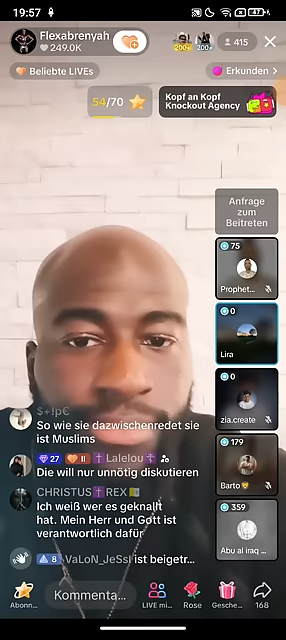 19:57
47
Flexabrenyah
249.0K
200+
200+
415
Beliebte LIVEs
Erkunden >
54/70
Kopf an Kopf
Knockout Agency
Anfrage
zum
Beitreten
75
Prophet...
0
Lira
0
zia.create
179
Barto
359
Abu al iraq ...
$+!p€
So wie sie dazwischenredet sie
ist Muslims
27 II Lalelou
Die will nur unnötig diskutieren
CHRISTUS REX
Ich weiß wer es geknallt
hat. Mein Herr und Gott ist
verantwortlich dafür
8 VaLoN_JeSsI ist beigetr...
Kommenta...
Abonn...
LIVE mi...
Rose
Gesche...
168